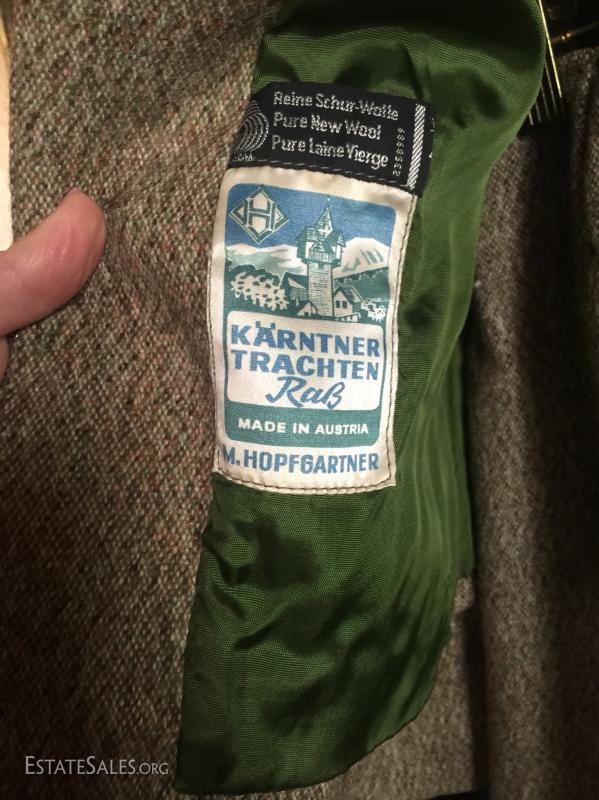 Reine Schur-Wolle
Pure New Wool
Pure Laine Vierge
H
KÄRNTNER
TRACHTEN
Raß
MADE IN AUSTRIA
M. HOPFGARTNER
ESTATESALES.ORG